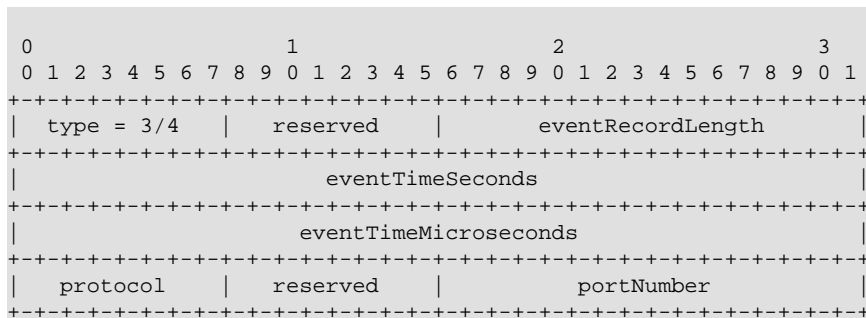 0                   1                   2                   3
 0 1 2 3 4 5 6 7 8 9 0 1 2 3 4 5 6 7 8 9 0 1 2 3 4 5 6 7 8 9 0 1
+-+-+-+-+-+-+-+-+-+-+-+-+-+-+-+-+-+-+-+-+-+-+-+-+-+-+-+-+-+-+-+-+
|  type = 3/4   |   reserved    |       eventRecordLength       |
+-+-+-+-+-+-+-+-+-+-+-+-+-+-+-+-+-+-+-+-+-+-+-+-+-+-+-+-+-+-+-+-+
|                       eventTimeSeconds                        |
+-+-+-+-+-+-+-+-+-+-+-+-+-+-+-+-+-+-+-+-+-+-+-+-+-+-+-+-+-+-+-+-+
|                     eventTimeMicroseconds                     |
+-+-+-+-+-+-+-+-+-+-+-+-+-+-+-+-+-+-+-+-+-+-+-+-+-+-+-+-+-+-+-+-+
|   protocol    |   reserved    |          portNumber           |
+-+-+-+-+-+-+-+-+-+-+-+-+-+-+-+-+-+-+-+-+-+-+-+-+-+-+-+-+-+-+-+-+